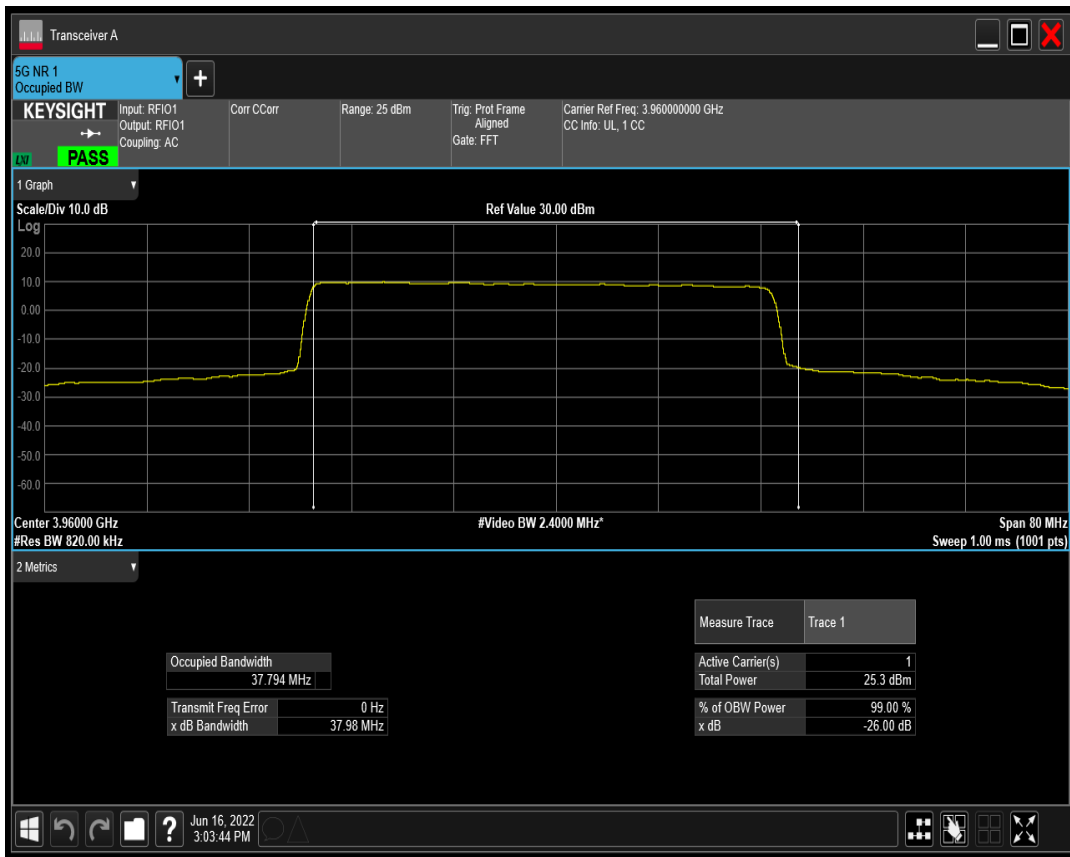 Transceiver A
5G NR 1
Occupied BW
+
KEYSIGHT
LXI
PASS
Input: RFIO1
Output: RFIO1
Coupling: AC
Corr CCorr
Range: 25 dBm
Trig: Prot Frame
Aligned
Gate: FFT
Carrier Ref Freq: 3.960000000 GHz
CC Info: UL, 1 CC
1 Graph
Scale/Div 10.0 dB
Ref Value 30.00 dBm
Log
20.0
10.0
0.00
-10.0
-20.0
-30.0
-40.0
-50.0
-60.0
Center 3.96000 GHz
#Video BW 2.4000 MHz*
Span 80 MHz
#Res BW 820.00 kHz
Sweep 1.00 ms (1001 pts)
2 Metrics
Measure Trace Trace 1
Occupied Bandwidth
37.794 MHz
Active Carrier(s) 1
Total Power 25.3 dBm
Transmit Freq Error 0 Hz
x dB Bandwidth 37.98 MHz
% of OBW Power 99.00 %
x dB -26.00 dB
?
Jun 16, 2022
3:03:44 PM